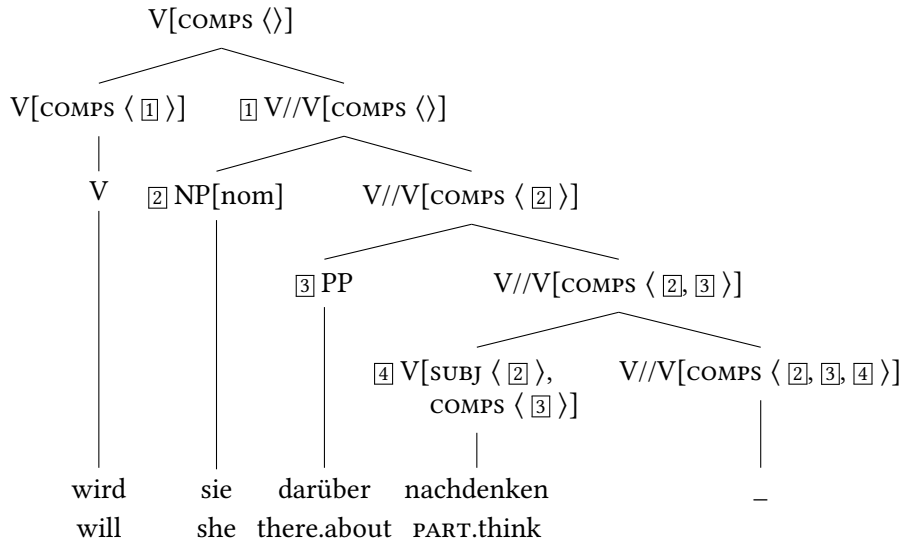 V[COMPS ⟨⟩]
V[COMPS ⟨ 1 ⟩] 1 V//V[COMPS ⟨⟩]
V 2 NP[nom] V//V[COMPS ⟨ 2 ⟩]
3 PP V//V[COMPS ⟨ 2, 3 ⟩]
4 V[SUBJ ⟨ 2 ⟩, V//V[COMPS ⟨ 2, 3, 4 ⟩]
COMPS ⟨ 3 ⟩]
wird sie darüber nachdenken _
will she there.about PART.think